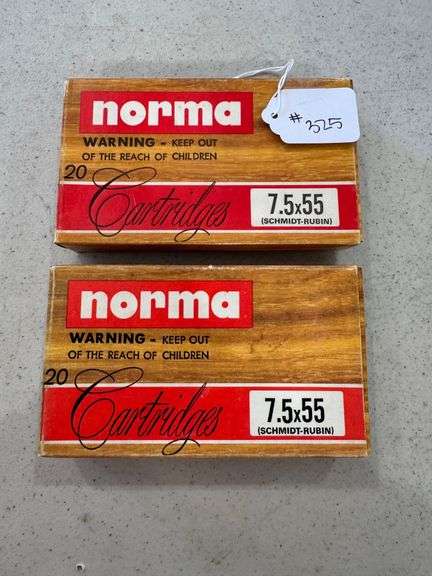 norma
# 325
WARNING - KEEP OUT
OF THE REACH OF CHILDREN
20
Cartridges
7.5x55
(SCHMIDT-RUBIN)
norma
WARNING - KEEP OUT
OF THE REACH OF CHILDREN
20
Cartridges
7.5x55
(SCHMIDT-RUBIN)